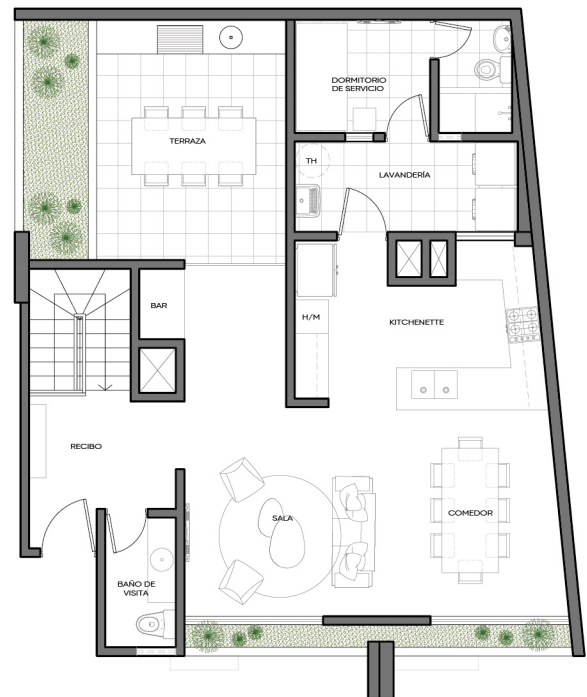 DORMITORIO
DE SERVICIO
TERRAZA
TH
LAVANDERÍA
BAR
H/M
KITCHENETTE
RECIBO
SALA
COMEDOR
BAÑO DE
VISITA